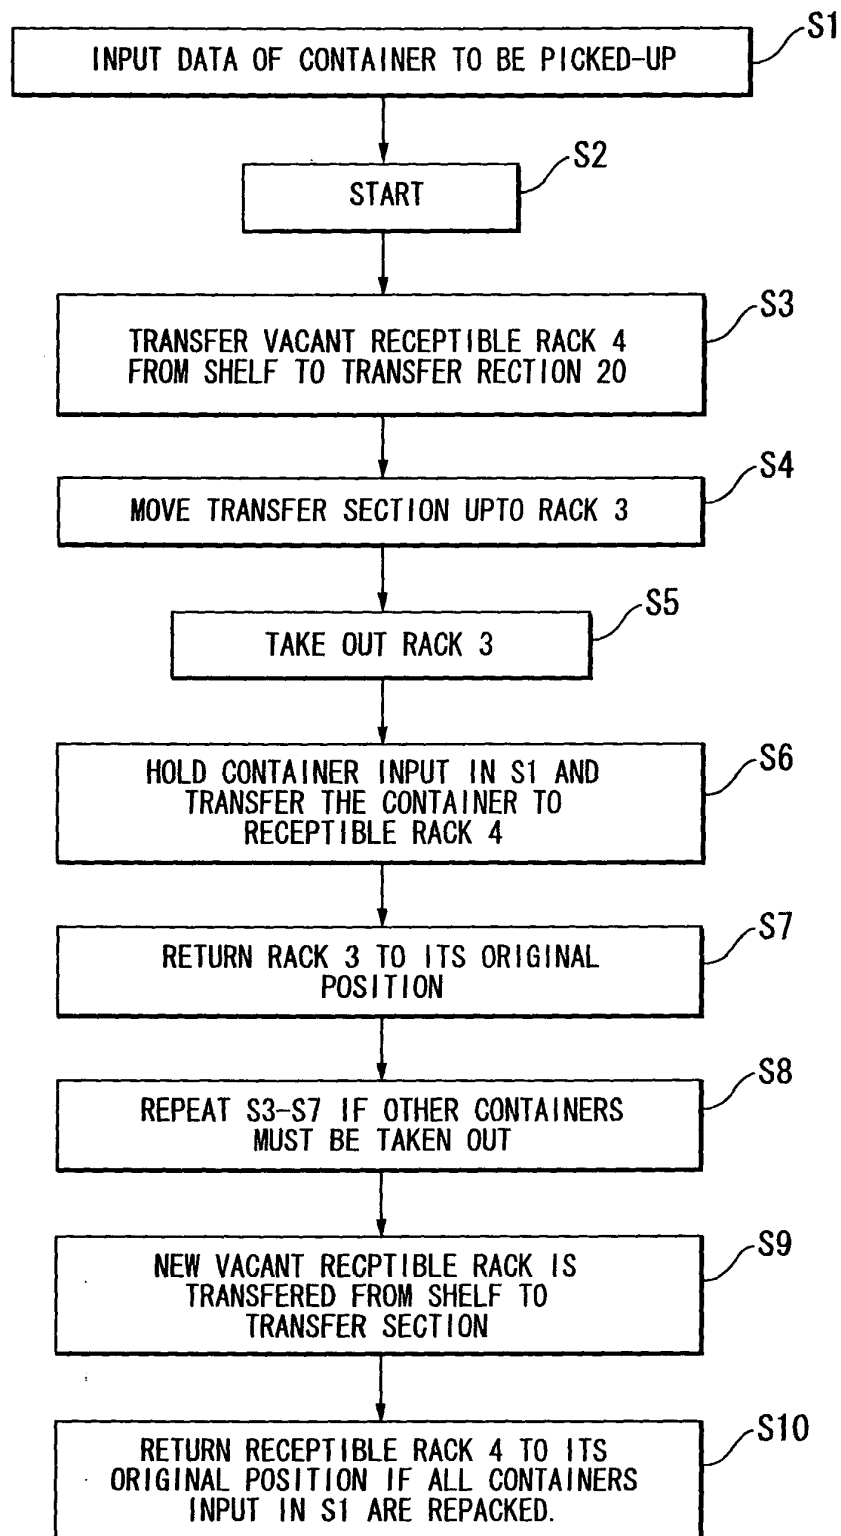 S1
INPUT DATA OF CONTAINER TO BE PICKED-UP
S2
START
S3
TRANSFER VACANT RECEPTIBLE RACK 4
FROM SHELF TO TRANSFER RECTION 20
S4
MOVE TRANSFER SECTION UPTO RACK 3
S5
TAKE OUT RACK 3
S6
HOLD CONTAINER INPUT IN S1 AND
TRANSFER THE CONTAINER TO
RECEPTIBLE RACK 4
S7
RETURN RACK 3 TO ITS ORIGINAL
POSITION
S8
REPEAT S3-S7 IF OTHER CONTAINERS
MUST BE TAKEN OUT
S9
NEW VACANT RECPTIBLE RACK IS
TRANSFERED FROM SHELF TO
TRANSFER SECTION
S10
RETURN RECEPTIBLE RACK 4 TO ITS
ORIGINAL POSITION IF ALL CONTAINERS
INPUT IN S1 ARE REPACKED.